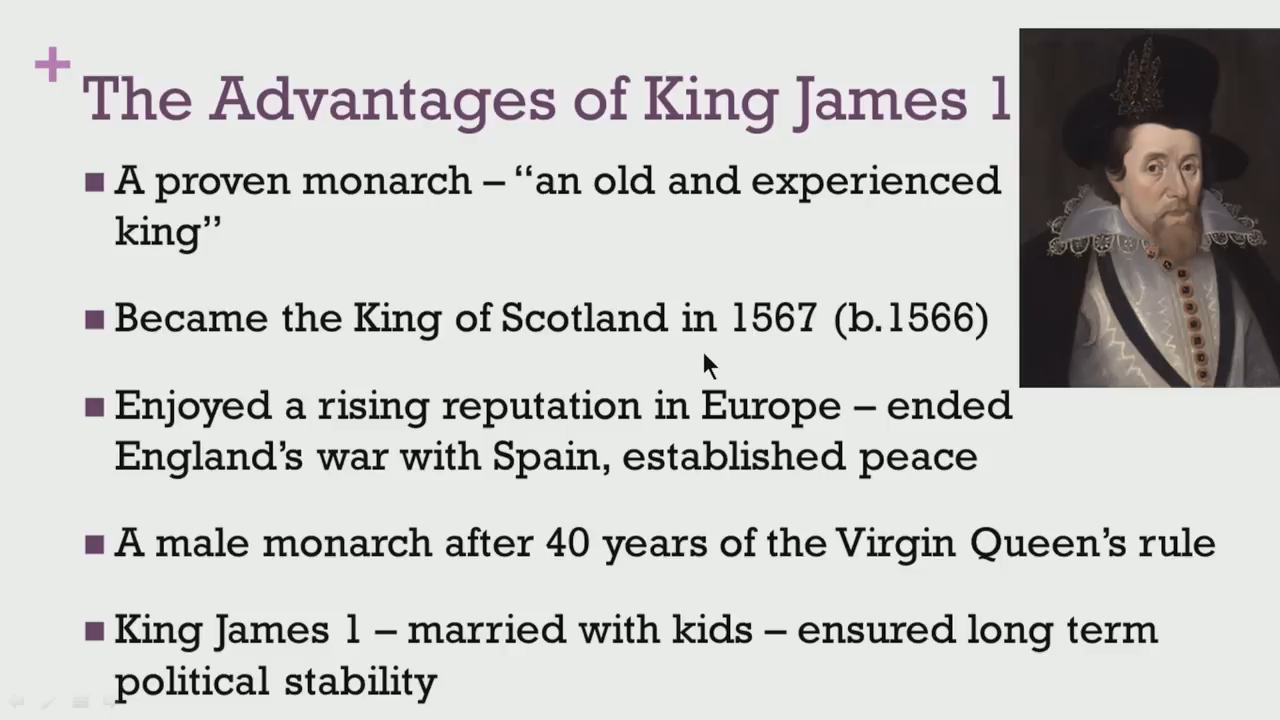 The Advantages of King James 1
A proven monarch – “an old and experienced
king”
Became the King of Scotland in 1567 (b.1566)
Enjoyed a rising reputation in Europe – ended
England’s war with Spain, established peace
A male monarch after 40 years of the Virgin Queen’s rule
King James 1 – married with kids – ensured long term
political stability